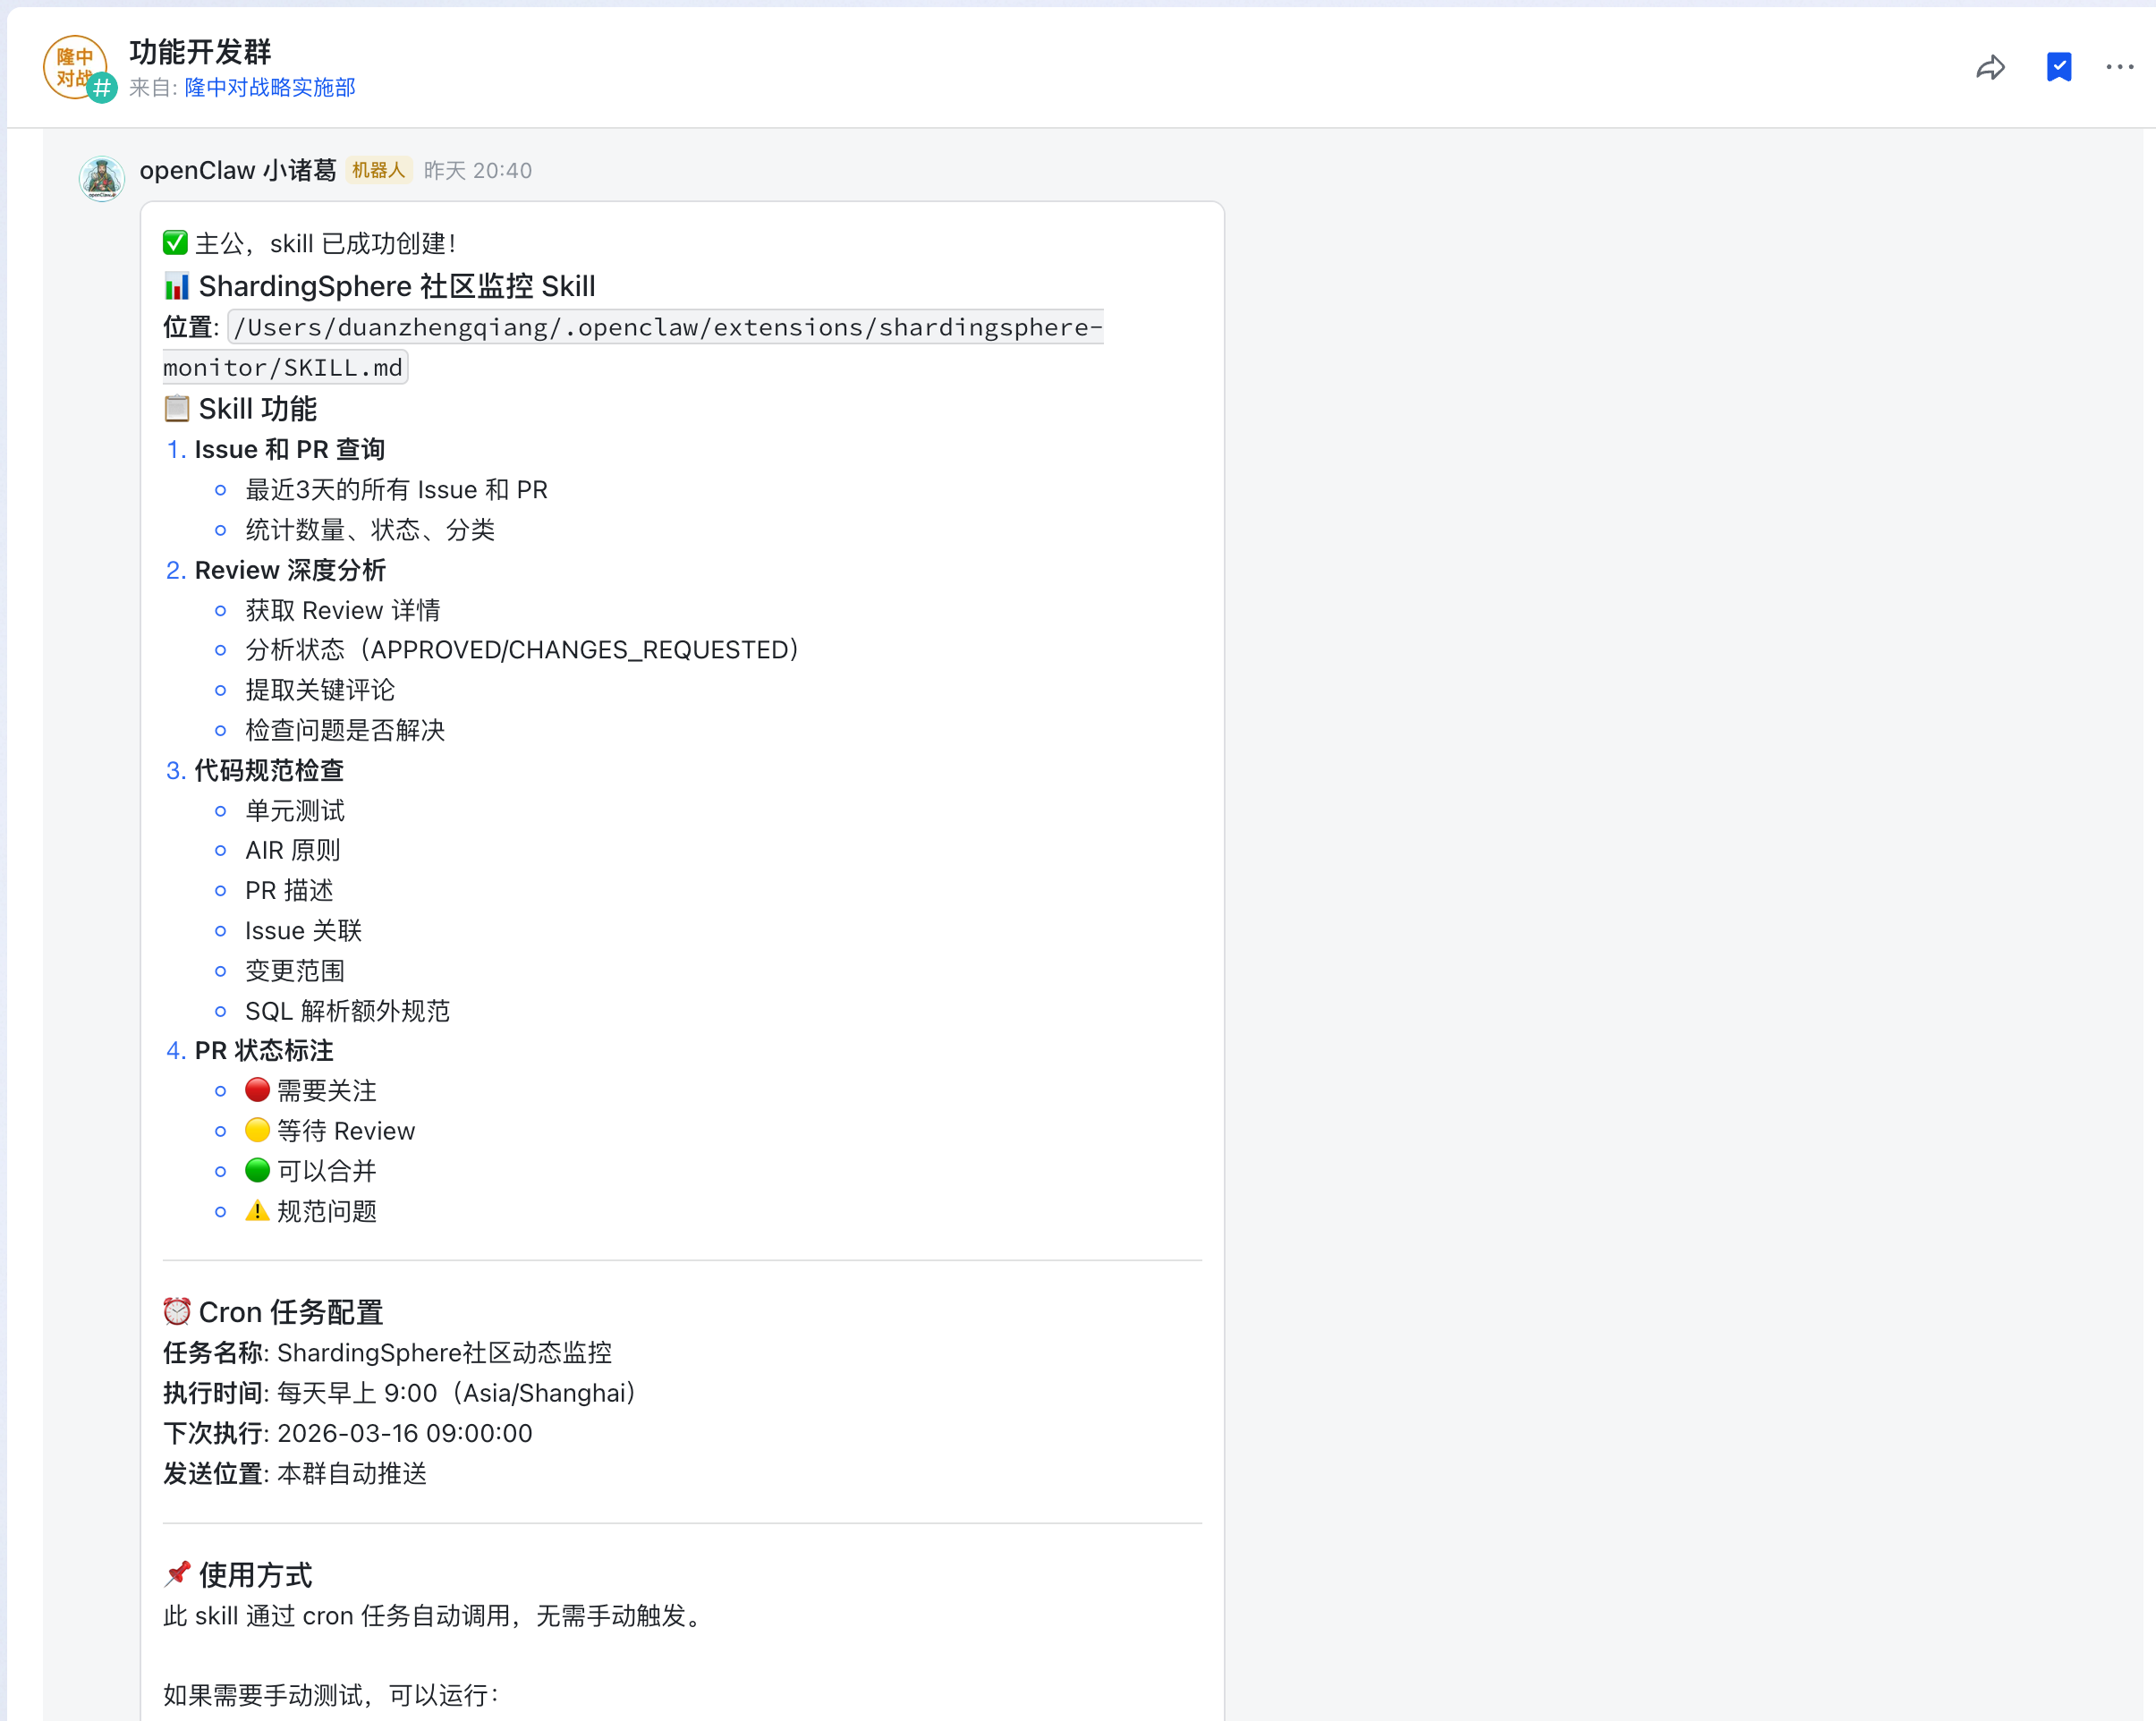 隆中
对战
#
功能开发群
来自: 隆中对战略实施部
openClaw 小诸葛 机器人 昨天 20:40
✅ 主公，skill 已成功创建！
📊 ShardingSphere 社区监控 Skill
位置: /Users/duanzhengqiang/.openclaw/extensions/shardingsphere-
monitor/SKILL.md
📋 Skill 功能
1. Issue 和 PR 查询
最近3天的所有 Issue 和 PR
统计数量、状态、分类
2. Review 深度分析
获取 Review 详情
分析状态（APPROVED/CHANGES_REQUESTED）
提取关键评论
检查问题是否解决
3. 代码规范检查
单元测试
AIR 原则
PR 描述
Issue 关联
变更范围
SQL 解析额外规范
4. PR 状态标注
🔴 需要关注
🟡 等待 Review
🟢 可以合并
⚠️ 规范问题
⏰ Cron 任务配置
任务名称: ShardingSphere社区动态监控
执行时间: 每天早上 9:00（Asia/Shanghai）
下次执行: 2026-03-16 09:00:00
发送位置: 本群自动推送
📌 使用方式
此 skill 通过 cron 任务自动调用，无需手动触发。
如果需要手动测试，可以运行：